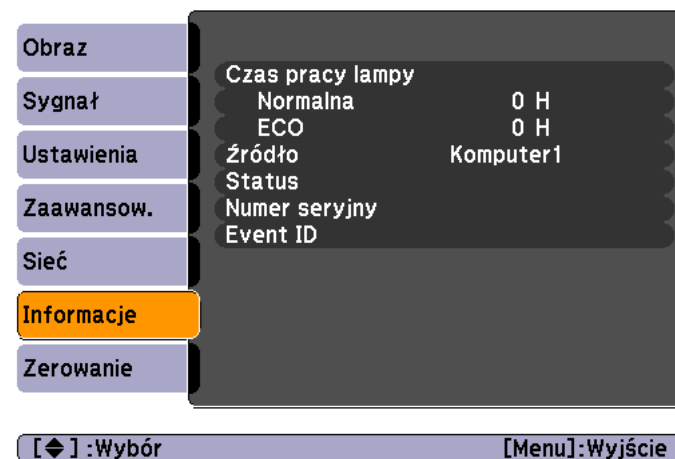 Obraz
Sygnał
Ustawienia
Zaawansow.
Sieć
Informacje
Zerowanie
Czas pracy lampy
Normalna 0 H
ECO 0 H
Źródło Komputer1
Status
Numer seryjny
Event ID
[◆] :Wybór [Menu]:Wyjście